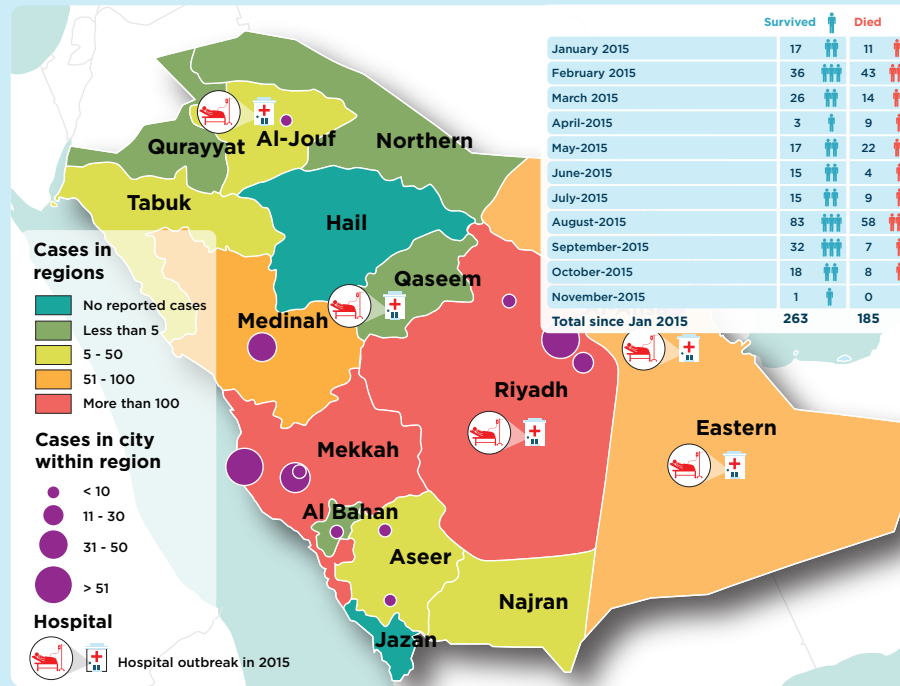 Survived Died
January 2015 17 11
February 2015 36 43
March 2015 26 14
April-2015 3 9
May-2015 17 22
June-2015 15 4
July-2015 15 9
August-2015 83 58
September-2015 32 7
October-2015 18 8
November-2015 1 0
Total since Jan 2015 263 185
Qurayyat
Al-Jouf
Northern
Tabuk
Hail
Qaseem
Medinah
Riyadh
Eastern
Mekkah
Al Bahan
Aseer
Najran
Jazan
Cases in
regions
No reported cases
Less than 5
5 - 50
51 - 100
More than 100
Cases in city
within region
< 10
11 - 30
31 - 50
> 51
Hospital
Hospital outbreak in 2015